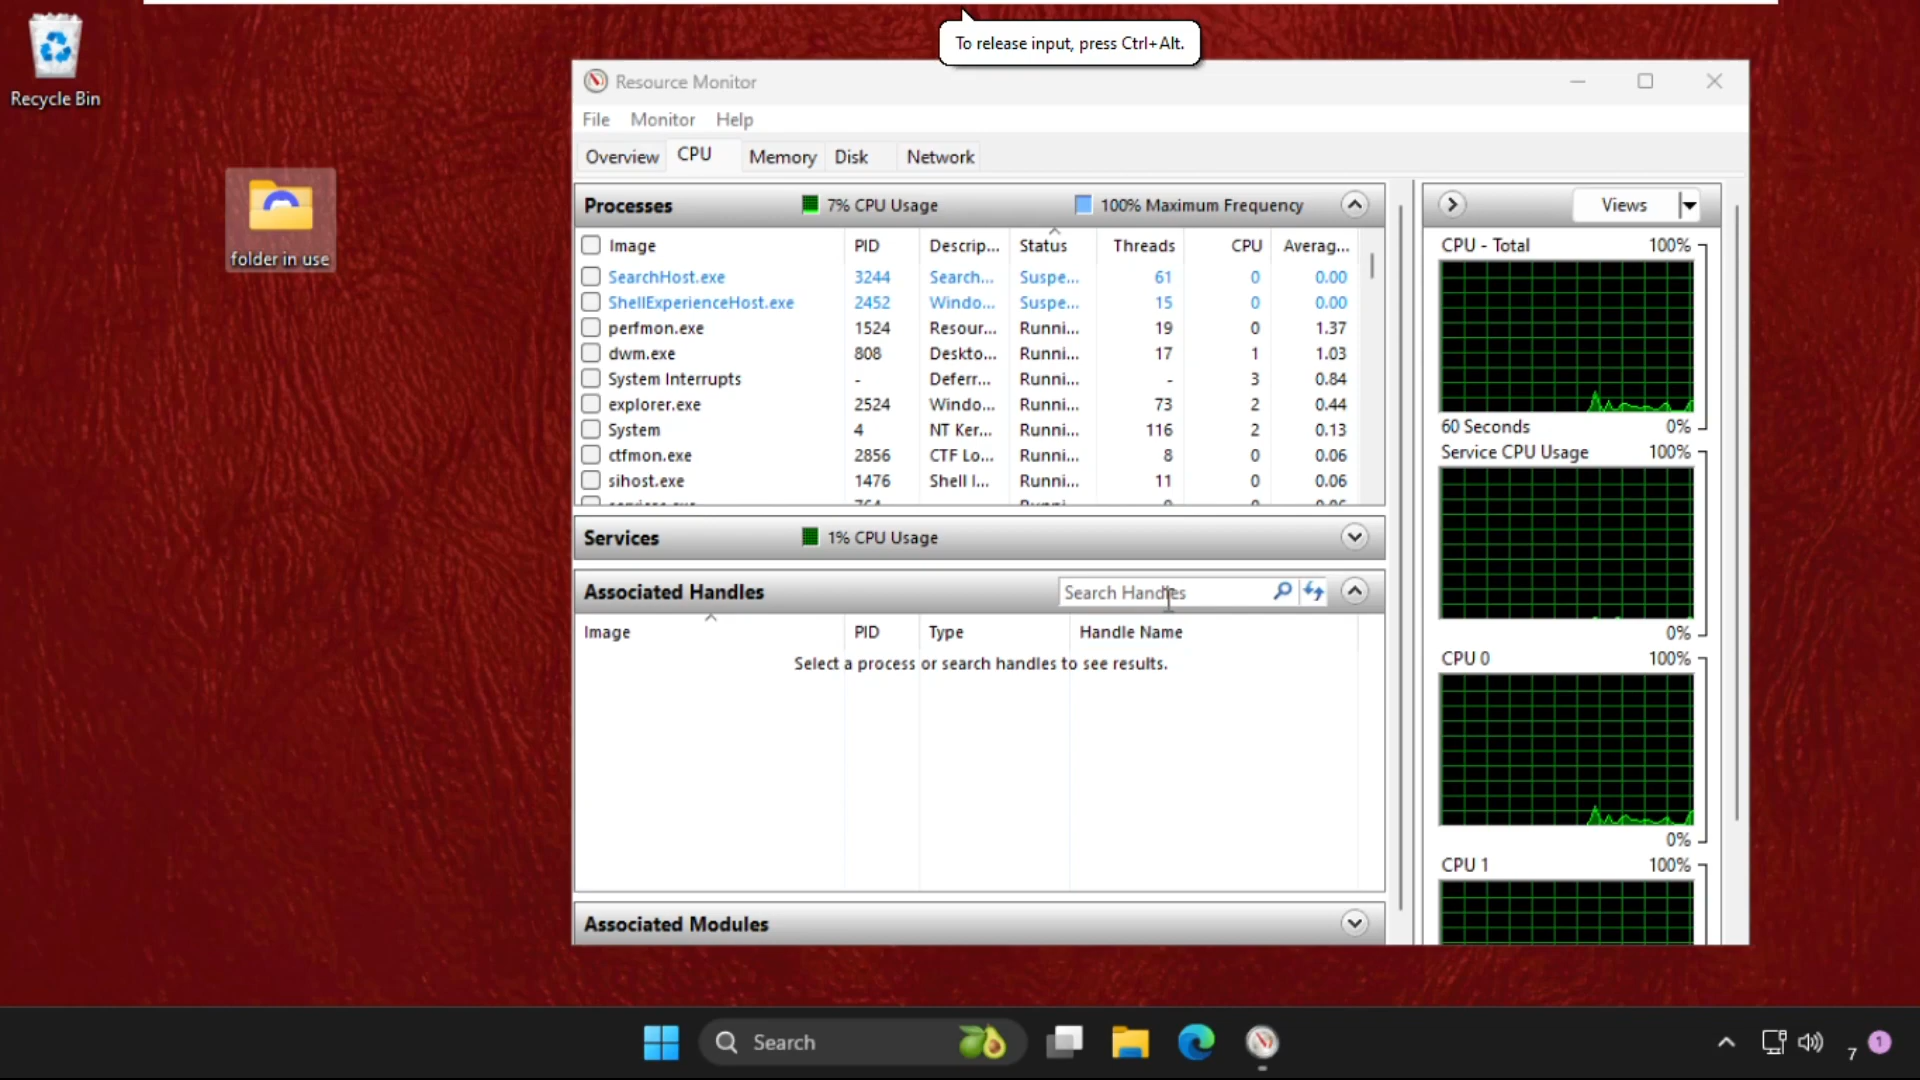 To release input, press Ctrl+Alt.
Recycle Bin
folder in use
Resource Monitor
File Monitor Help
Overview CPU Memory Disk Network
Processes 7% CPU Usage 100% Maximum Frequency
Image PID Descrip... Status Threads CPU Averag...
SearchHost.exe 3244 Search... Suspe... 61 0 0.00
ShellExperienceHost.exe 2452 Windo... Suspe... 15 0 0.00
perfmon.exe 1524 Resour... Runni... 19 0 1.37
dwm.exe 808 Deskto... Runni... 17 1 1.03
System Interrupts - Deferr... Runni... - 3 0.84
explorer.exe 2524 Windo... Runni... 73 2 0.44
System 4 NT Ker... Runni... 116 2 0.13
ctfmon.exe 2856 CTF Lo... Runni... 8 0 0.06
sihost.exe 1476 Shell I... Runni... 11 0 0.06
Services 1% CPU Usage
Associated Handles Search Handles
Image PID Type Handle Name
Select a process or search handles to see results.
Associated Modules
Views
CPU - Total 100%
60 Seconds 0%
Service CPU Usage 100%
0%
CPU 0 100%
0%
CPU 1 100%
Search
7 1